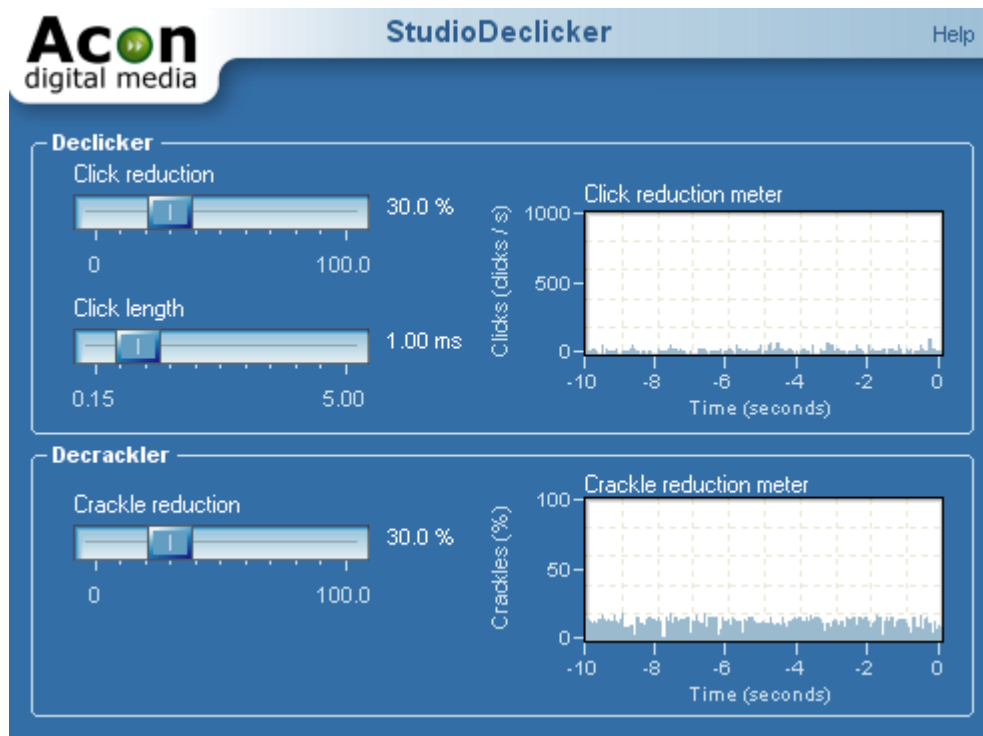 Acon
digital media
StudioDeclicker
Help
Declicker
Click reduction
30.0 %
0 100.0
Click length
1.00 ms
0.15 5.00
Click reduction meter
Clicks (clicks / s)
1000
500
0
-10 -8 -6 -4 -2 0
Time (seconds)
Decrackler
Crackle reduction
30.0 %
0 100.0
Crackle reduction meter
Crackles (%)
100
50
0
-10 -8 -6 -4 -2 0
Time (seconds)